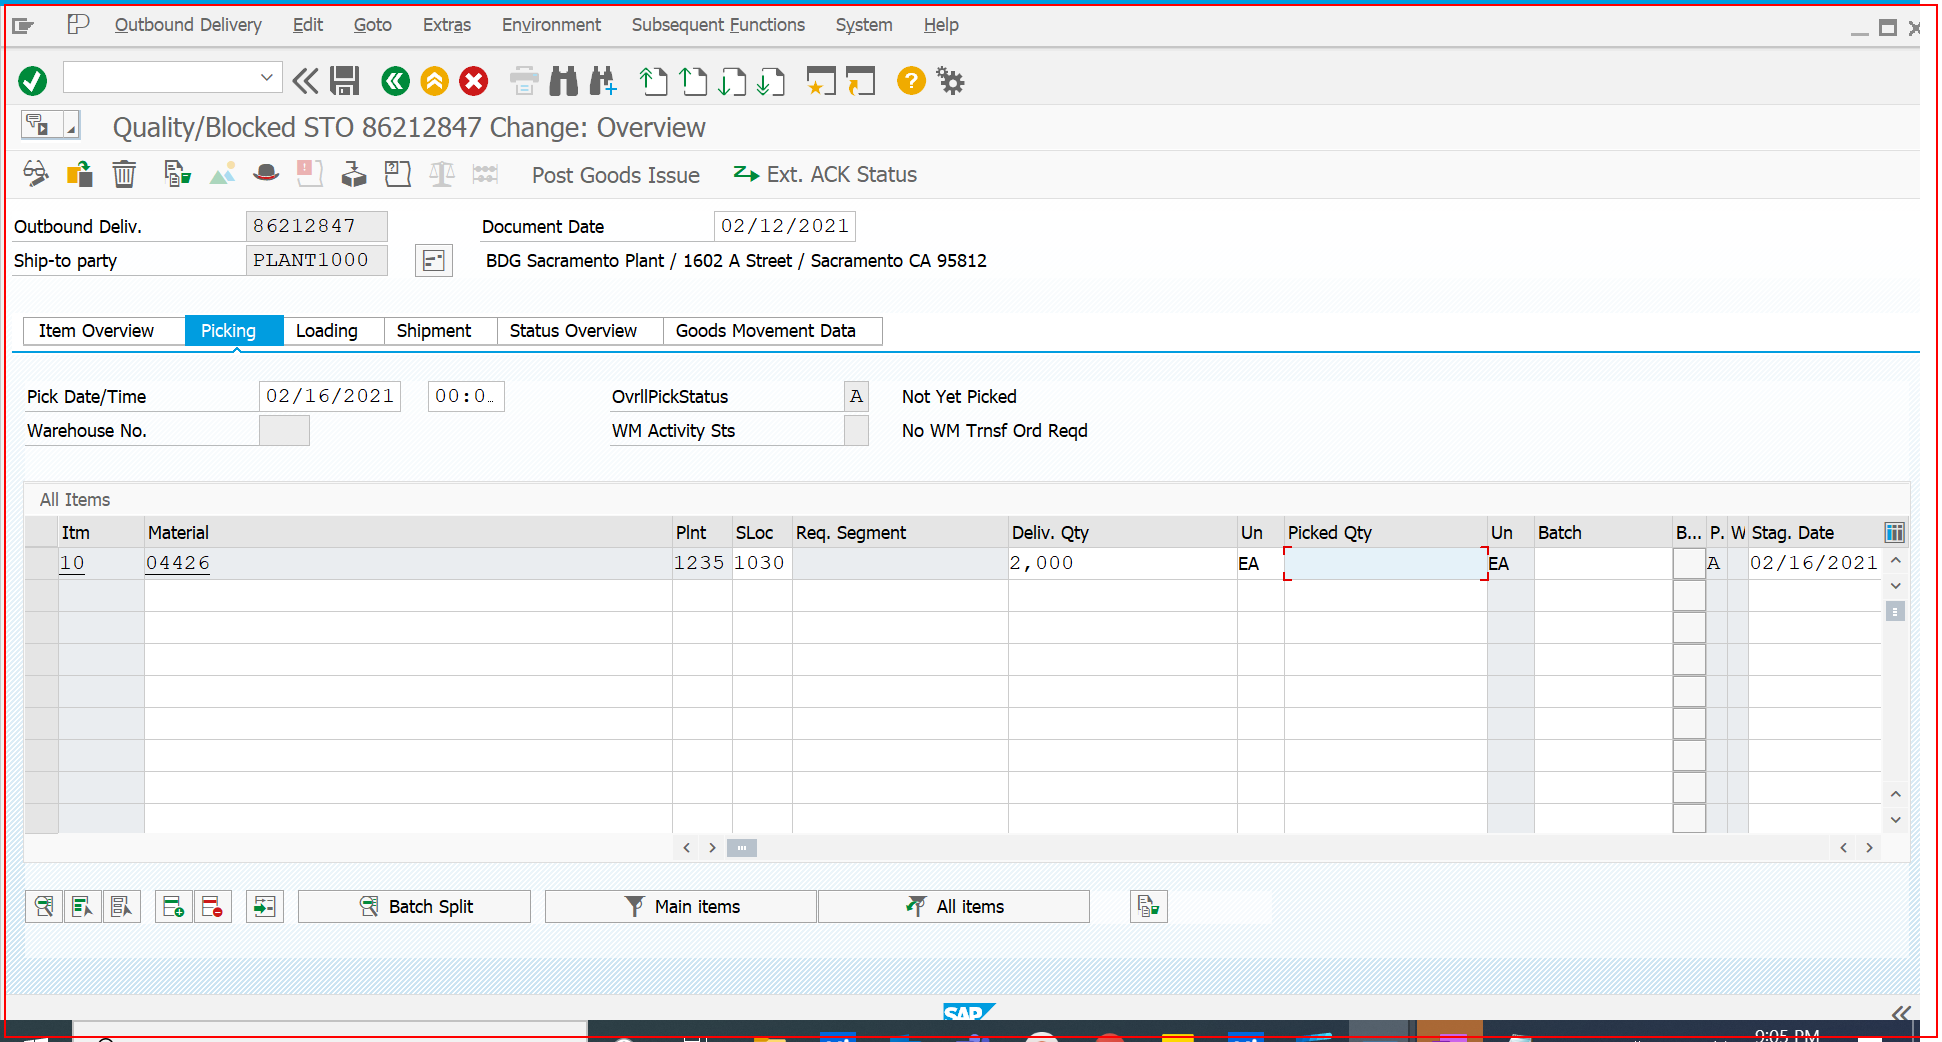 Outbound Delivery Edit Goto Extras Environment Subsequent Functions System Help
Quality/Blocked STO 86212847 Change: Overview
Post Goods Issue Ext. ACK Status
Outbound Deliv. 86212847 Document Date 02/12/2021
Ship-to party PLANT1000 BDG Sacramento Plant / 1602 A Street / Sacramento CA 95812
Item Overview Picking Loading Shipment Status Overview Goods Movement Data
Pick Date/Time 02/16/2021 00:0… OvrllPickStatus A Not Yet Picked
Warehouse No. WM Activity Sts No WM Trnsf Ord Reqd
All Items
Itm Material Plnt SLoc Req. Segment Deliv. Qty Un Picked Qty Un Batch B... P. W Stag. Date
10 04426 1235 1030 2,000 EA EA A 02/16/2021
Batch Split Main items All items
SAP
9:05 PM